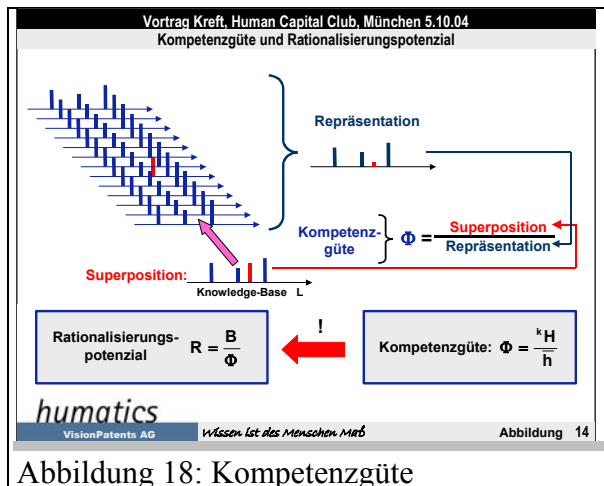 Vortrag Kreft, Human Capital Club, München 5.10.04
Kompetenzgüte und Rationalisierungspotenzial
Repräsentation
Kompetenz-
güte
Φ =
Superposition
Repräsentation
Superposition:
Knowledge-Base L
Rationalisierungs-
potenzial
R = B
Φ
!
Kompetenzgüte: Φ = kH
h
humatics
VisionPatents AG
Wissen ist des Menschen Maß
Abbildung 14
Abbildung 18: Kompetenzgüte